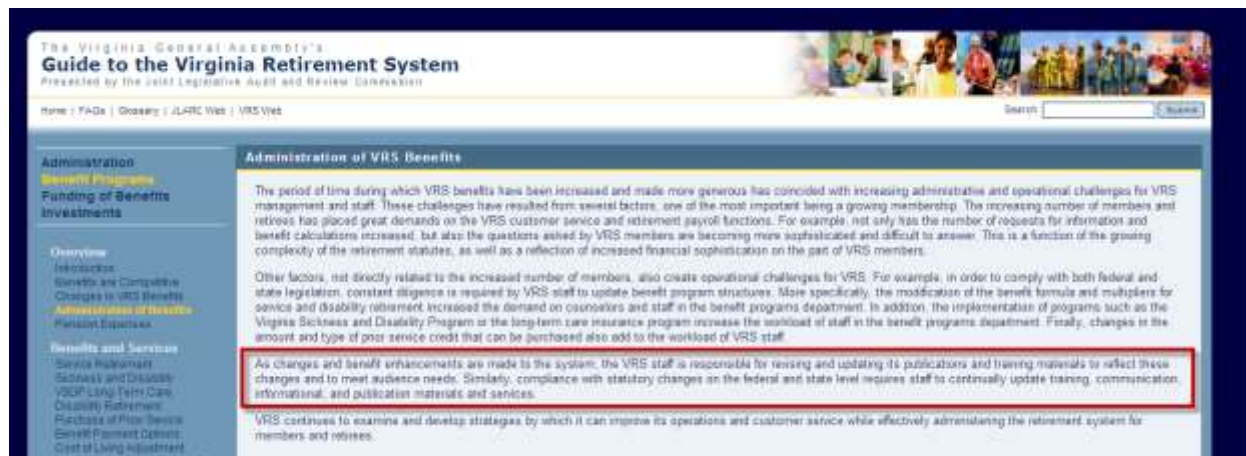 The Virginia General Assembly's
Guide to the Virginia Retirement System
Presented by the Joint Legislative Audit and Review Commission
Home | FAQs | Glossary | JLARC Web | VRS Web
Search
Submit
Administration
Benefit Programs
Funding of Benefits
Investments
Overview
Introduction
Benefits are Competitive
Changes to VRS Benefits
Administration of Benefits
Pension Expenses
Benefits and Services
Service Retirement
Sickness and Disability
VSDP Long-Term Care
Disability Retirement
Purchase of Prior Service
Benefit Payment Options
Cost of Living Adjustment
Administration of VRS Benefits
The period of time during which VRS benefits have been increased and made more generous has coincided with increasing administrative and operational challenges for VRS
management and staff. These challenges have resulted from several factors, one of the most important being a growing membership. The increasing number of members and
retirees has placed great demands on the VRS customer service and retirement payroll functions. For example, not only has the number of requests for information and
benefit calculations increased, but also the questions asked by VRS members are becoming more sophisticated and difficult to answer. This is a function of the growing
complexity of the retirement statutes, as well as a reflection of increased financial sophistication on the part of VRS members.
Other factors, not directly related to the increased number of members, also create operational challenges for VRS. For example, in order to comply with both federal and
state legislation, constant diligence is required by VRS staff to update benefit program structures. More specifically, the modification of the benefit formula and multipliers for
service and disability retirement increased the demand on counselors and staff in the benefit programs department. In addition, the implementation of programs such as the
Virginia Sickness and Disability Program or the long-term care insurance program increase the workload of staff in the benefit programs department. Finally, changes in the
amount and type of prior service credit that can be purchased also add to the workload of VRS staff.
As changes and benefit enhancements are made to the system, the VRS staff is responsible for revising and updating its publications and training materials to reflect these
changes and to meet audience needs. Similarly, compliance with statutory changes on the federal and state level requires staff to continually update training, communication,
informational, and publication materials and services.
VRS continues to examine and develop strategies by which it can improve its operations and customer service while effectively administering the retirement system for
members and retirees.